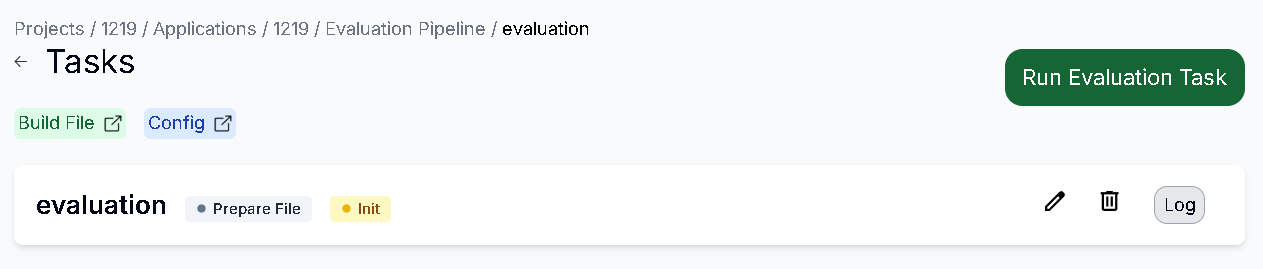 Projects / 1219 / Applications / 1219 / Evaluation Pipeline / evaluation
← Tasks
Run Evaluation Task
Build File
Config
evaluation
Prepare File
Init
Log